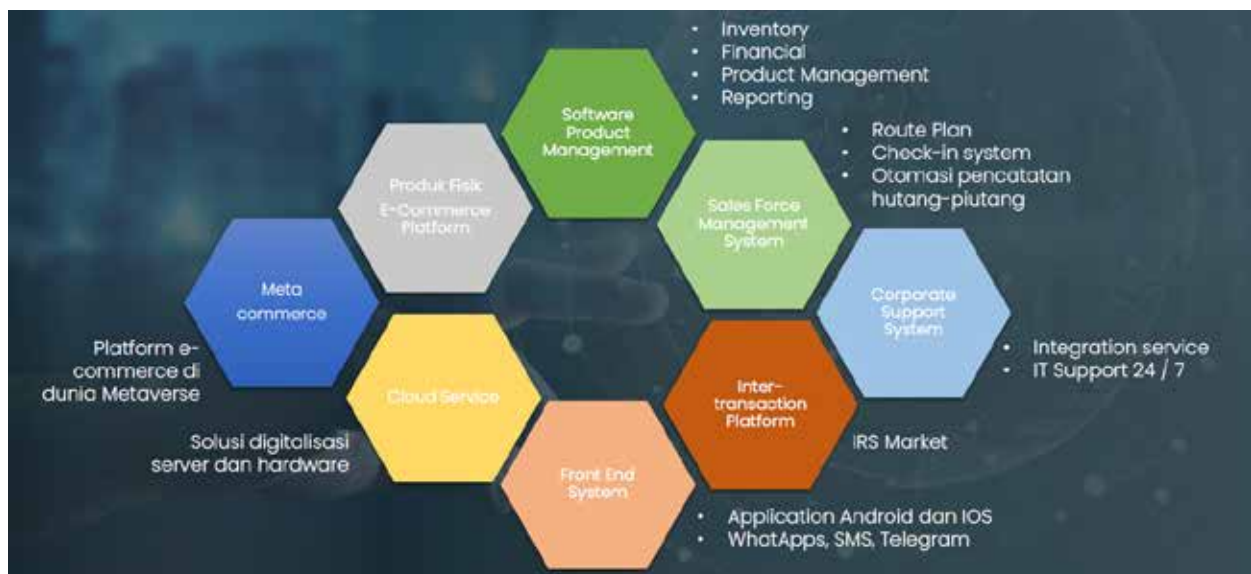 • Inventory
• Financial
• Product Management
• Reporting
Software
Product
Management
• Route Plan
• Check-in system
• Otomasi pencatatan
hutang-piutang
Produk Fisik
E-Commerce
Platform
Sales Force
Management
System
Meta
commerce
Corporate
Support
System
Platform e-
commerce di
dunia Metaverse
• Integration service
• IT Support 24 / 7
Cloud Service
Inter-
transaction
Platform
Solusi digitalisasi
server dan hardware
IRS Market
Front End
System
• Application Android dan IOS
• WhatApps, SMS, Telegram